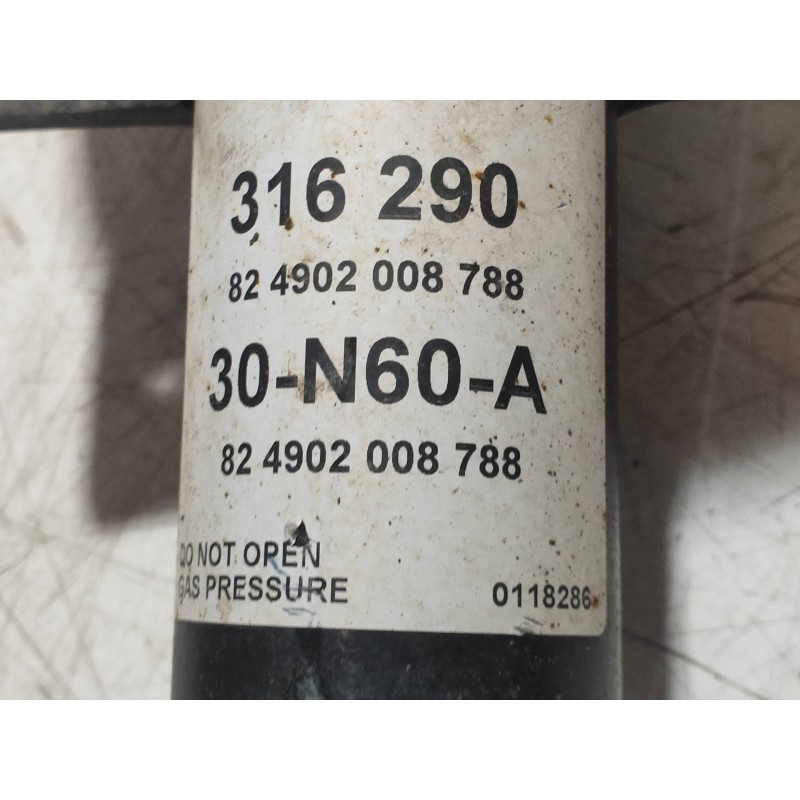 316 290
82 4902 008 788
30-N60-A
82 4902 008 788
DO NOT OPEN
GAS PRESSURE 0118286